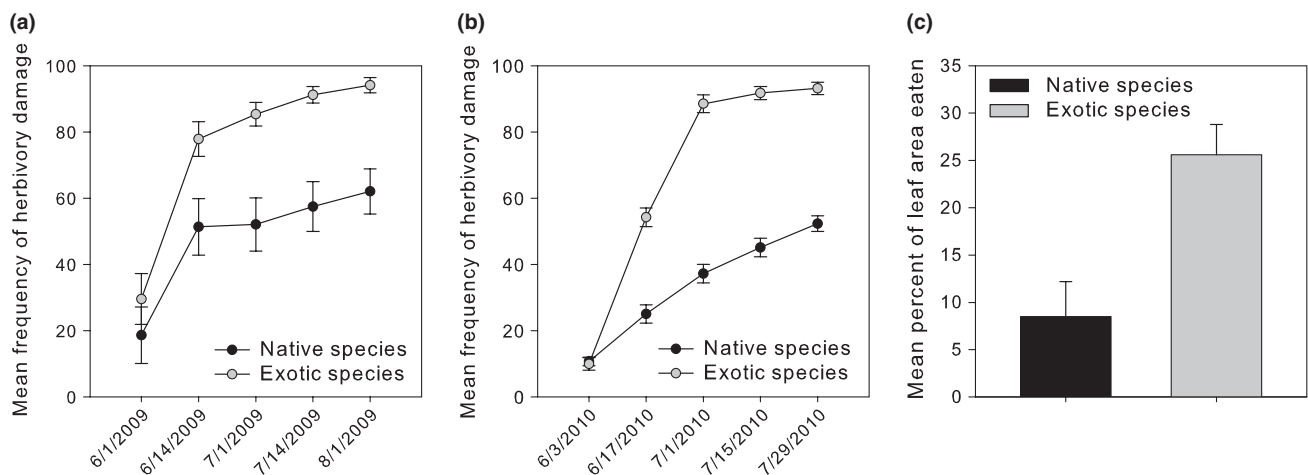 (a)
Mean frequency of herbivory damage
100
80
60
40
20
0
Native species
Exotic species
6/1/2009
6/14/2009
7/1/2009
7/14/2009
8/1/2009
(b)
Mean frequency of herbivory damage
100
80
60
40
20
0
Native species
Exotic species
6/3/2010
6/17/2010
7/1/2010
7/15/2010
7/29/2010
(c)
Mean percent of leaf area eaten
35
30
25
20
15
10
5
0
Native species
Exotic species